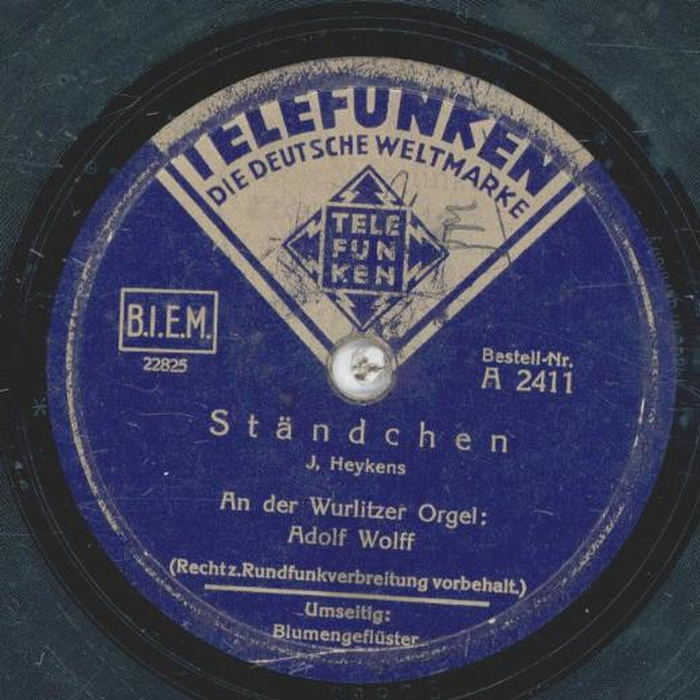 TELEFUNKEN
DIE DEUTSCHE WELTMARKE
TELE
FUN
KEN
B.I.E.M.
22825
Bestell-Nr.
A 2411
Ständchen
J. Heykens
An der Wurlitzer Orgel:
Adolf Wolff
(Recht z. Rundfunkverbreitung vorbehalt.)
Umseitig:
Blumengeflüster